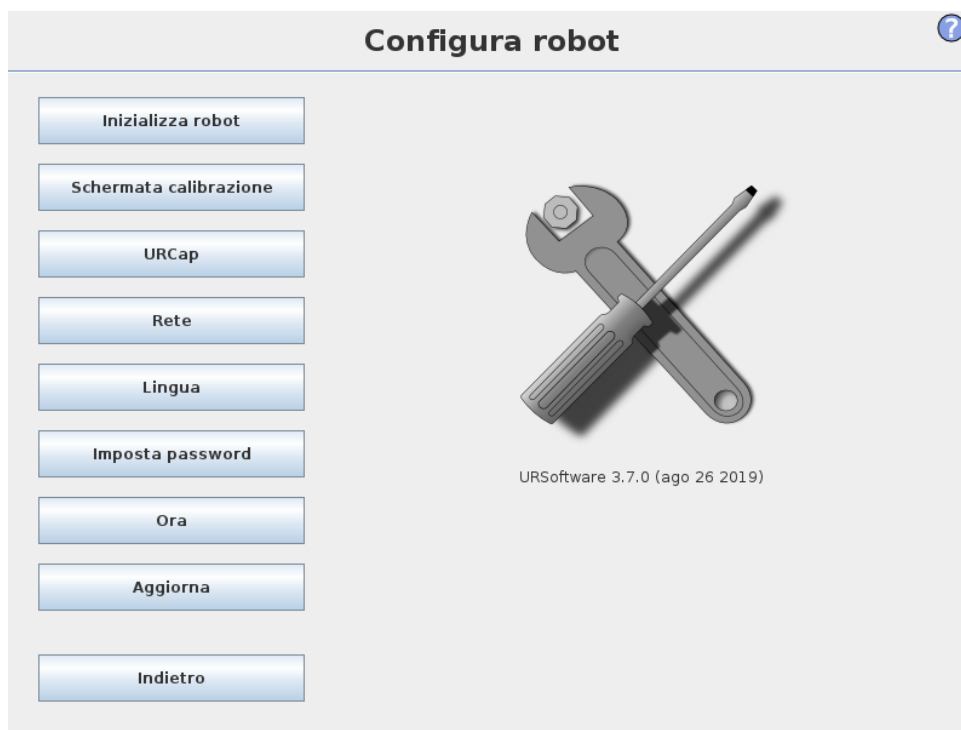 Configura robot
?
Inizializza robot
Schermata calibrazione
URCap
Rete
Lingua
Imposta password
Ora
Aggiorna
Indietro
URSoftware 3.7.0 (ago 26 2019)